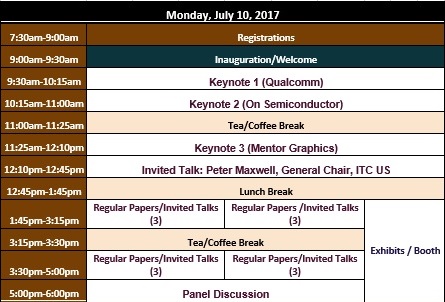 Monday, July 10, 2017
7:30am-9:00am Registrations
9:00am-9:30am Inauguration/Welcome
9:30am-10:15am Keynote 1 (Qualcomm)
10:15am-11:00am Keynote 2 (On Semiconductor)
11:00am-11:25am Tea/Coffee Break
11:25am-12:10pm Keynote 3 (Mentor Graphics)
12:10pm-12:45pm Invited Talk: Peter Maxwell, General Chair, ITC US
12:45pm-1:45pm Lunch Break
1:45pm-3:15pm Regular Papers/Invited Talks (3) Regular Papers /Invited Talks (3) Exhibits / Booth
3:15pm-3:30pm Tea/Coffee Break
3:30pm-5:00pm Regular Papers/Invited Talks (3) Regular Papers/Invited Talks (3)
5:00pm-6:00pm Panel Discussion